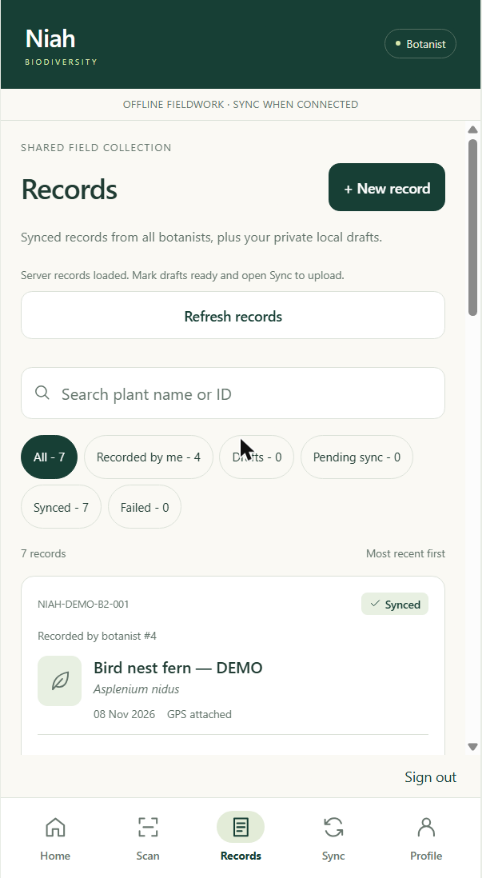 Niah
BIODIVERSITY
Botanist
OFFLINE FIELDWORK · SYNC WHEN CONNECTED
SHARED FIELD COLLECTION
Records
+ New record
Synced records from all botanists, plus your private local drafts.
Server records loaded. Mark drafts ready and open Sync to upload.
Refresh records
Search plant name or ID
All - 7
Recorded by me - 4
Drafts - 0
Pending sync - 0
Synced - 7
Failed - 0
7 records
Most recent first
NIAH-DEMO-B2-001
Synced
Recorded by botanist #4
Bird nest fern — DEMO
Asplenium nidus
08 Nov 2026 GPS attached
Sign out
Home
Scan
Records
Sync
Profile